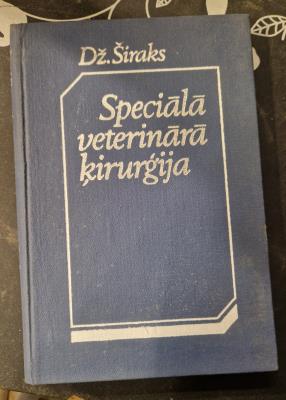 Dž. Širaks
Speciālā
veterinārā
ķirurģija